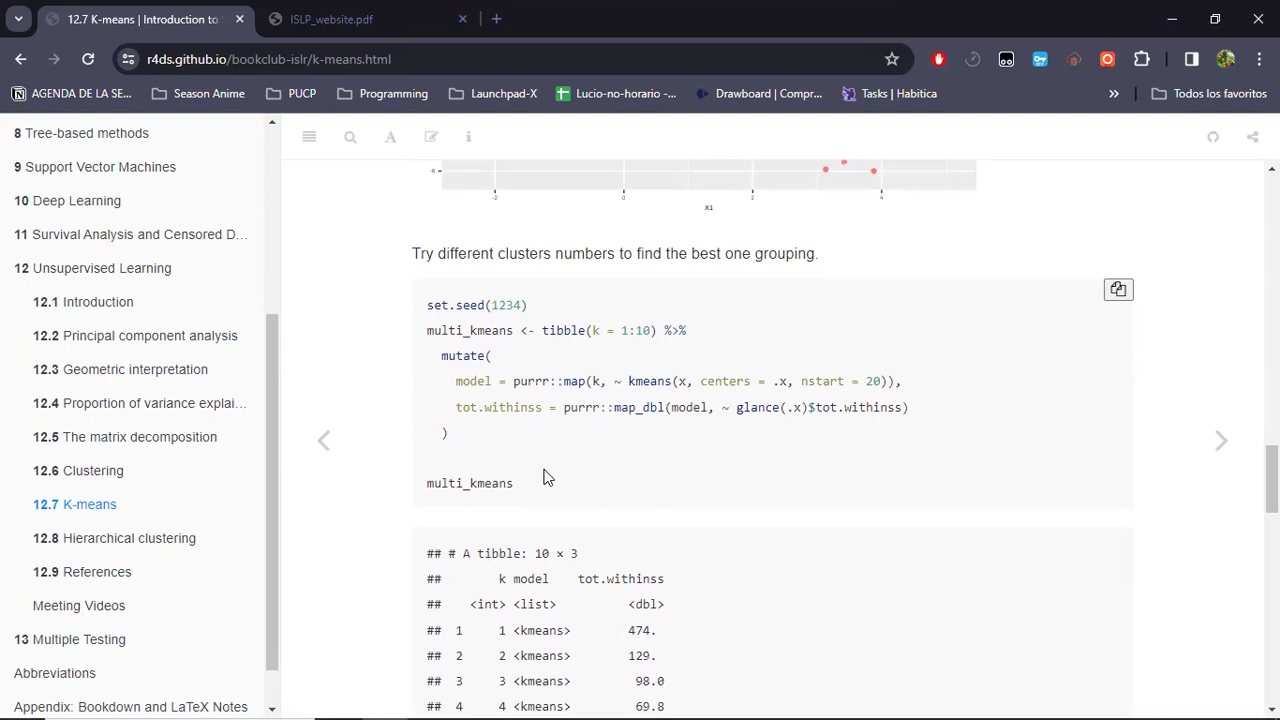 12.7 K-means | Introduction to
ISLP_website.pdf
r4ds.github.io/bookclub-islr/k-means.html
AGENDA DE LA SE...
Season Anime
PUCP
Programming
Launchpad-X
Lucio-no-horario -...
Drawboard | Compr...
Tasks | Habitica
»
Todos los favoritos
8 Tree-based methods
9 Support Vector Machines
10 Deep Learning
11 Survival Analysis and Censored D...
12 Unsupervised Learning
12.1 Introduction
12.2 Principal component analysis
12.3 Geometric interpretation
12.4 Proportion of variance explai...
12.5 The matrix decomposition
12.6 Clustering
12.7 K-means
12.8 Hierarchical clustering
12.9 References
Meeting Videos
13 Multiple Testing
Abbreviations
Appendix: Bookdown and LaTeX Notes
-6
-2 0 2 4
X1
Try different clusters numbers to find the best one grouping.
set.seed(1234)
multi_kmeans <- tibble(k = 1:10) %>%
mutate(
model = purrr::map(k, ~ kmeans(x, centers = .x, nstart = 20)),
tot.withinss = purrr::map_dbl(model, ~ glance(.x)$tot.withinss)
)
multi_kmeans
## # A tibble: 10 × 3
## k model tot.withinss
## <int> <list> <dbl>
## 1 1 <kmeans> 474.
## 2 2 <kmeans> 129.
## 3 3 <kmeans> 98.0
## 4 4 <kmeans> 69.8